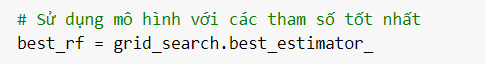 # Sử dụng mô hình với các tham số tốt nhất
best_rf = grid_search.best_estimator_